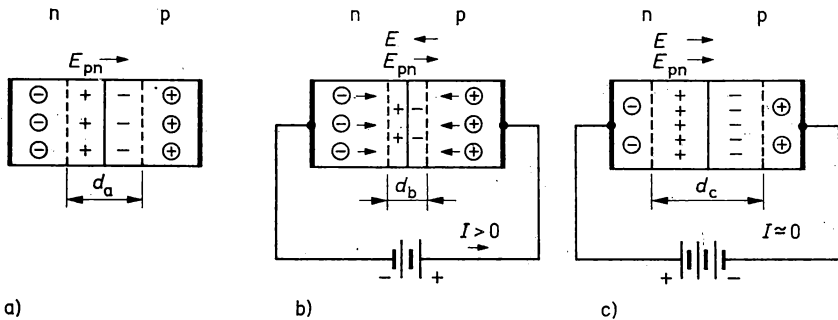 n p
E_pn →
⊖ + − ⊕
⊖ + − ⊕
⊖ + − ⊕
d_a
a)
n p
E ←
E_pn →
⊖ → + − ← ⊕
⊖ → + − ← ⊕
⊖ → ← ⊕
d_b
I > 0
→
− +
b)
n p
E →
E_pn →
⊖ + − ⊕
⊖ + − ⊕
+ −
+ −
+ −
d_c
I ≃ 0
+ −
c)